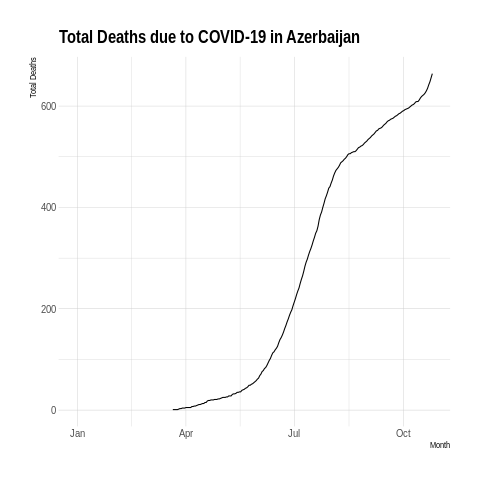 Total Deaths due to COVID-19 in Azerbaijan
Total Deaths
600
400
200
0
Jan Apr Jul Oct
Month